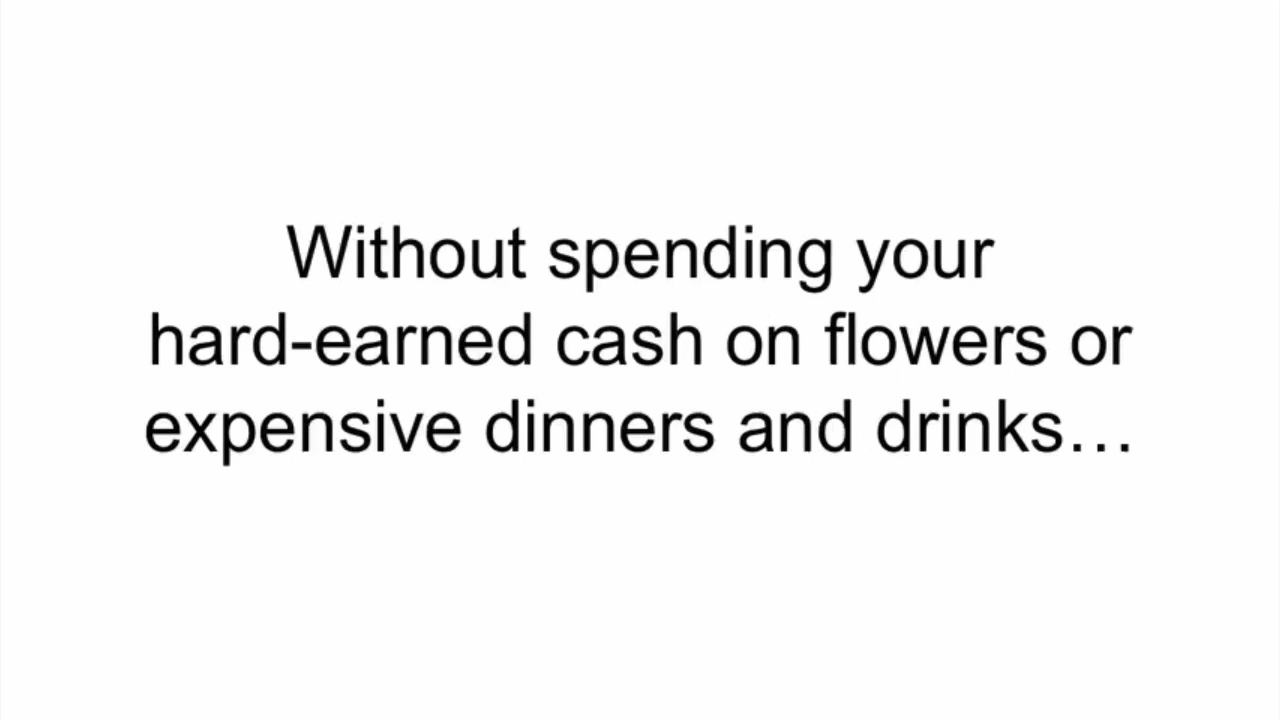 Without spending your
hard-earned cash on flowers or
expensive dinners and drinks…